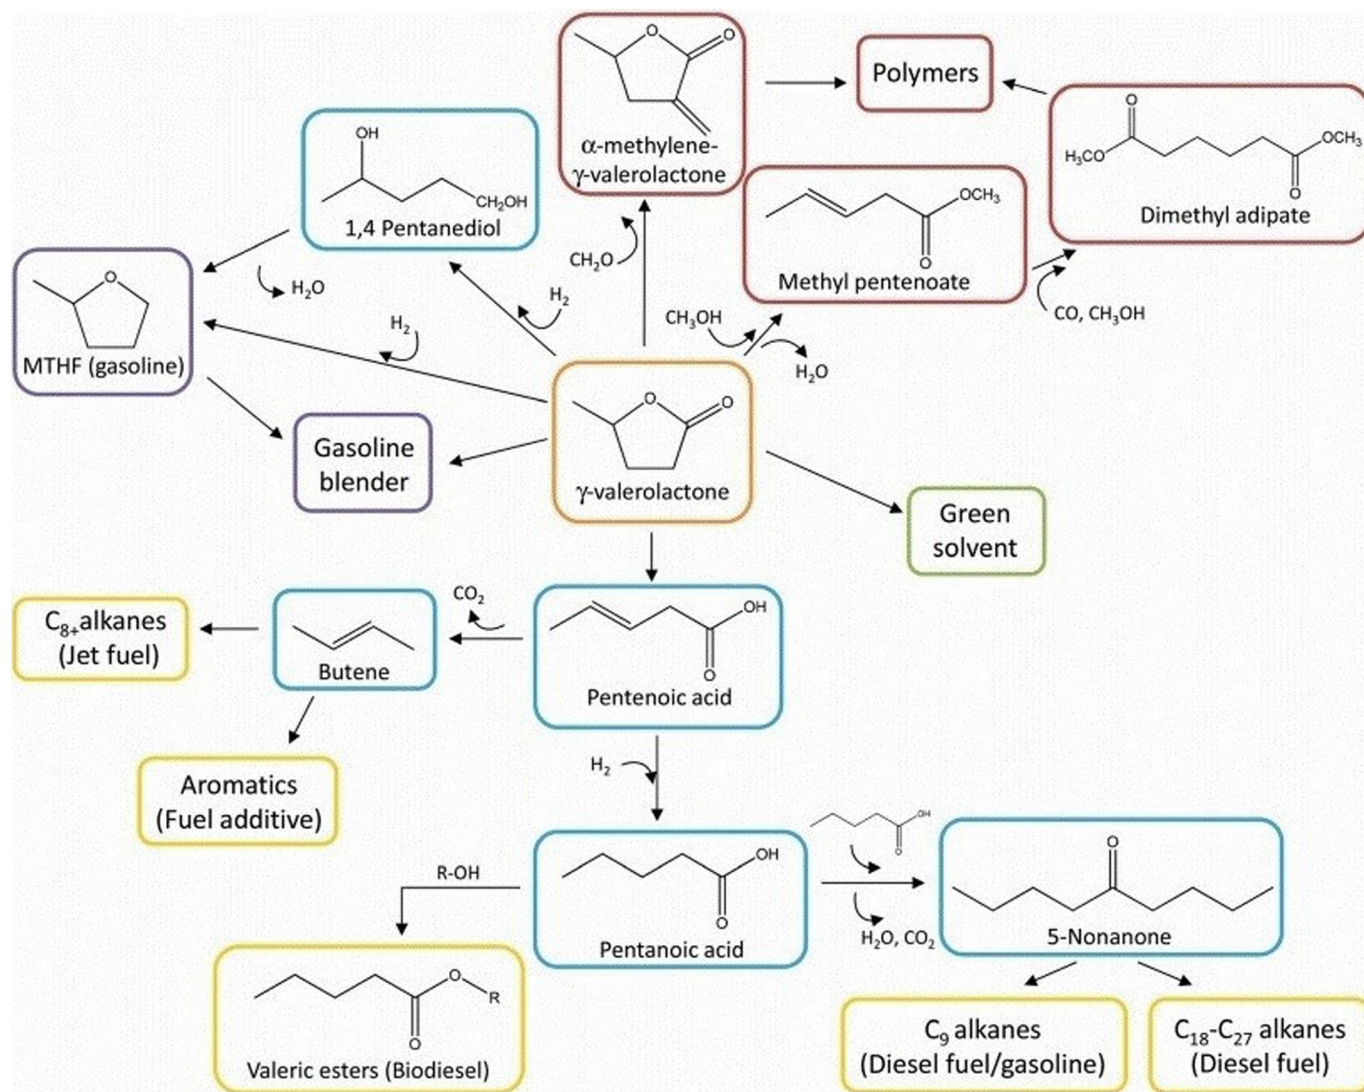 O
O
Polymers
α-methylene-
γ-valerolactone
O
H₃CO
OCH₃
O
Dimethyl adipate
OH
CH₂OH
1,4 Pentanediol
OCH₃
O
Methyl pentenoate
CH₂O
H₂O
H₂
CH₃OH
CO, CH₃OH
H₂O
O
MTHF (gasoline)
H₂
O
O
γ-valerolactone
Gasoline
blender
Green
solvent
CO₂
C₈₊alkanes
(Jet fuel)
Butene
OH
O
Pentenoic acid
H₂
Aromatics
(Fuel additive)
R-OH
OH
O
Pentanoic acid
OH
O
H₂O, CO₂
O
5-Nonanone
O
R
O
Valeric esters (Biodiesel)
C₉ alkanes
(Diesel fuel/gasoline)
C₁₈-C₂₇ alkanes
(Diesel fuel)